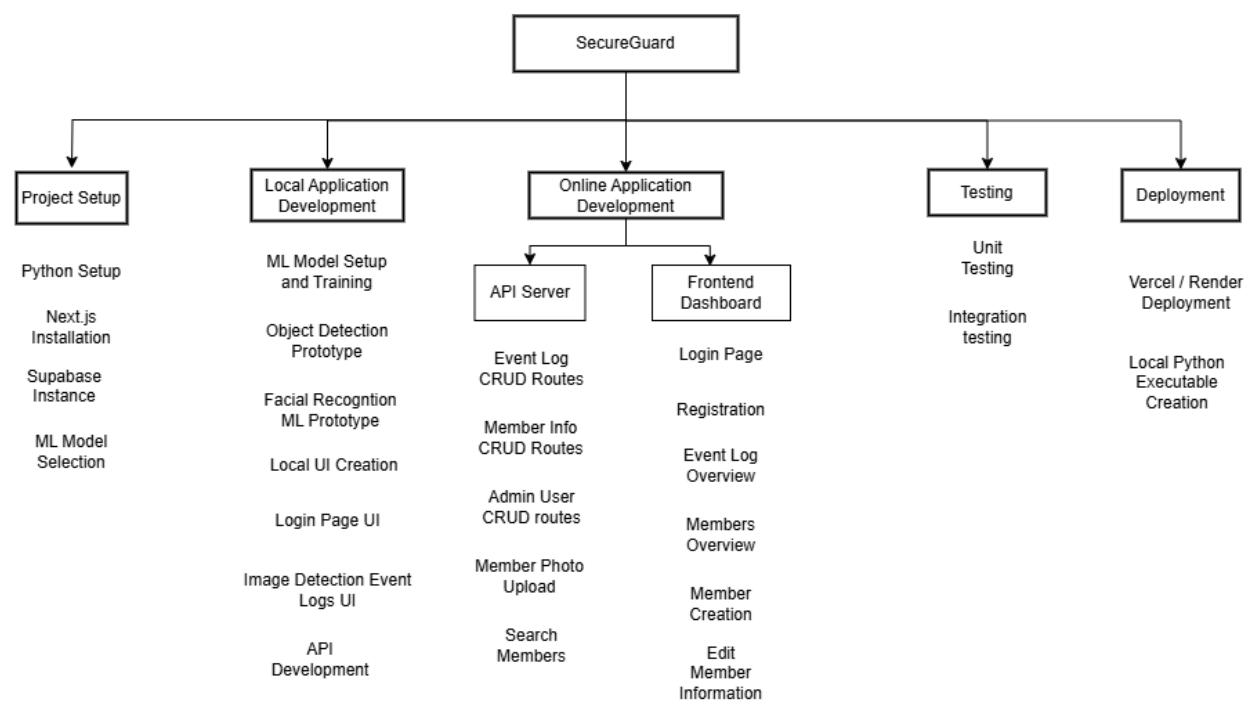 SecureGuard
Project Setup
Python Setup
Next.js
Installation
Supabase
Instance
ML Model
Selection
Local Application
Development
ML Model Setup
and Training
Object Detection
Prototype
Facial Recogntion
ML Prototype
Local UI Creation
Login Page UI
Image Detection Event
Logs UI
API
Development
Online Application
Development
API Server
Event Log
CRUD Routes
Member Info
CRUD Routes
Admin User
CRUD routes
Member Photo
Upload
Search
Members
Frontend
Dashboard
Login Page
Registration
Event Log
Overview
Members
Overview
Member
Creation
Edit
Member
Information
Testing
Unit
Testing
Integration
testing
Deployment
Vercel / Render
Deployment
Local Python
Executable
Creation